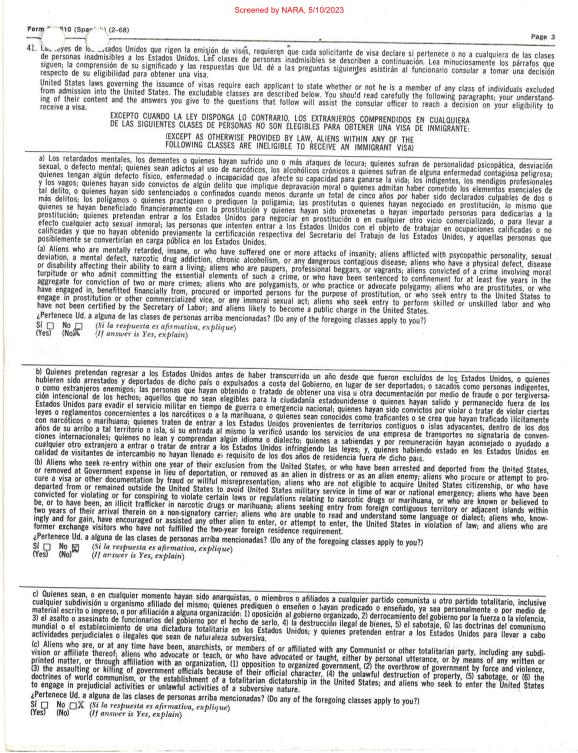 Screened by NARA, 5/10/2023
Form 510 (Spanish) (2-68) Page 3
41. Las leyes de los Estados Unidos que rigen la emisión de visas, requieren que cada solicitante de visa declare si pertenece o no a cualquiera de las clases
de personas inadmisibles a los Estados Unidos. Las clases de personas inadmisibles se describen a continuación. Lea minuciosamente los párrafos que
siguen; la comprensión de su significado y las respuestas que Ud. dé a las preguntas siguientes asistirán al funcionario consular a tomar una decisión
respecto de su eligibilidad para obtener una visa.
United States laws governing the issuance of visas require each applicant to state whether or not he is a member of any class of individuals excluded
from admission into the United States. The excludable classes are described below. You should read carefully the following paragraphs; your understand-
ing of their content and the answers you give to the questions that follow will assist the consular officer to reach a decision on your eligibility to
receive a visa.
EXCEPTO CUANDO LA LEY DISPONGA LO CONTRARIO, LOS EXTRANJEROS COMPRENDIDOS EN CUALQUIERA
DE LAS SIGUIENTES CLASES DE PERSONAS NO SON ELEGIBLES PARA OBTENER UNA VISA DE INMIGRANTE:
(EXCEPT AS OTHERWISE PROVIDED BY LAW, ALIENS WITHIN ANY OF THE
FOLLOWING CLASSES ARE INELIGIBLE TO RECEIVE AN IMMIGRANT VISA)
a) Los retardados mentales, los dementes o quienes hayan sufrido uno o más ataques de locura; quienes sufran de personalidad psicopática, desviación
sexual, o defecto mental; quienes sean adictos al uso de narcóticos, los alcohólicos crónicos o quienes sufran de alguna enfermedad contagiosa peligrosa;
quienes tengan algún defecto físico, enfermedad o incapacidad que afecte su capacidad para ganarse la vida; los indigentes, los mendigos profesionales
y los vagos; quienes hayan sido convictos de algún delito que implique depravación moral o quienes admitan haber cometido los elementos esenciales de
tal delito, o quienes hayan sido sentenciados o confinados cuando menos durante un total de cinco años por haber sido declarados culpables de dos o
más delitos; los polígamos o quienes practiquen o prediquen la poligamia; las prostitutas o quienes hayan negociado en prostitución, lo mismo que
quienes se hayan beneficiado financieramente con la prostitución y quienes hayan sido proxenetas o hayan importado personas para dedicarlas a la
prostitución; quienes pretendan entrar a los Estados Unidos para negociar en prostitución o cualquier otro vicio comercializado, o para llevar a
efecto cualquier acto sexual inmoral; las personas que intenten entrar a los Estados Unidos con el objeto de trabajar en ocupaciones calificadas o no
calificadas y que no hayan obtenido previamente la certificación respectiva del Secretario del Trabajo de los Estados Unidos, y aquellas personas que
posiblemente se convertirían en carga pública en los Estados Unidos.
(a) Aliens who are mentally retarded, insane, or who have suffered one or more attacks of insanity; aliens afflicted with psycopathic personality, sexual
deviation, a mental defect, narcotic drug addiction, chronic alcoholism, or any dangerous contagious disease; aliens who have a physical defect, disease
or disability affecting their ability to earn a living; aliens who are paupers, professional beggars, or vagrants; aliens convicted of a crime involving moral
turpitude or who admit committing the essential elements of such a crime, or who have been sentenced to confinement for at least five years in the
aggregate for conviction of two or more crimes; aliens who are polygamists, or who practice or advocate polygamy; aliens who are prostitutes, or who
have engaged in, benefitted financially from, procured or imported persons for the purpose of prostitution, or who seek entry to the United States to
engage in prostitution or other commercialized vice, or any immoral sexual act; aliens who seek entry to perform skilled or unskilled labor and who
have not been certified by the Secretary of Labor; and aliens likely to become a public charge in the United States.
¿Pertenece Ud. a alguna de las clases de personas arriba mencionadas? (Do any of the foregoing classes apply to you?)
Sí ☐ No ☐ (Si la respuesta es afirmativa, explique)
(Yes) (No) X (If answer is Yes, explain)
b) Quienes pretendan regresar a los Estados Unidos antes de haber transcurrido un año desde que fueron excluídos de los Estados Unidos, o quienes
hubieren sido arrestados y deportados de dicho país o expulsados a costa del Gobierno, en lugar de ser deportados; o sacados como personas indigentes,
o como extranjeros enemigos; las personas que hayan obtenido o tratado de obtener una visa u otra documentación por medio de fraude o por tergiversa-
ción intencional de los hechos; aquellos que no sean elegibles para la ciudadanía estadounidense o quienes hayan salido y permanecido fuera de los
Estados Unidos para evadir el servicio militar en tiempo de guerra o emergencia nacional; quienes hayan sido convictos por violar o tratar de violar ciertas
leyes o reglamentos concernientes a los narcóticos o a la marihuana, o quienes sean conocidos como traficantes o se crea que hayan traficado ilícitamente
con narcóticos o marihuana; quienes traten de entrar a los Estados Unidos provenientes de territorios contiguos o islas adyacentes, dentro de los dos
años de su arribo a tal territorio o isla, si su entrada al mismo la verificó usando los servicios de una empresa de transportes no signataria de conven-
ciones internacionales; quienes no lean y comprendan algún idioma o dialecto; quienes a sabiendas y por remuneración hayan aconsejado o ayudado a
cualquier otro extranjero a entrar o tratar de entrar a los Estados Unidos infringiendo las leyes; y, quienes habiendo estado en los Estados Unidos en
calidad de visitantes de intercambio no hayan llenado el requisito de los dos años de residencia fuera de dicho país.
(b) Aliens who seek re-entry within one year of their exclusion from the United States, or who have been arrested and deported from the United States,
or removed at Government expense in lieu of deportation, or removed as an alien in distress or as an alien enemy; aliens who procure or attempt to pro-
cure a visa or other documentation by fraud or willful misrepresentation; aliens who are not eligible to acquire United States citizenship, or who have
departed from or remained outside the United States to avoid United States military service in time of war or national emergency; aliens who have been
convicted for violating or for conspiring to violate certain laws or regulations relating to narcotic drugs or marihuana, or who are known or believed to
be, or to have been, an illicit trafficker in narcotic drugs or marihuana; aliens seeking entry from foreign contiguous territory or adjacent islands within
two years of their arrival therein on a non-signatory carrier; aliens who are unable to read and understand some language or dialect; aliens who, know-
ingly and for gain, have encouraged or assisted any other alien to enter, or attempt to enter, the United States in violation of law; and aliens who are
former exchange visitors who have not fulfilled the two-year foreign residence requirement.
¿Pertenece Ud. a alguna de las clases de personas arriba mencionadas? (Do any of the foregoing classes apply to you?)
Sí ☐ No ☒ (Si la respuesta es afirmativa, explique)
(Yes) (No) (If answer is Yes, explain)
c) Quienes sean, o en cualquier momento hayan sido anarquistas, o miembros o afiliados a cualquier partido comunista u otro partido totalitario, inclusive
cualquier subdivisión u organismo afiliado del mismo; quienes prediquen o enseñen o hayan predicado o enseñado, ya sea personalmente o por medio de
material escrito o impreso, o por afiliación a alguna organización: 1) oposición al gobierno organizado, 2) derrocamiento del gobierno por la fuerza o la violencia,
3) el asalto o asesinato de funcionarios del gobierno por el hecho de serlo, 4) la destrucción ilegal de bienes, 5) el sabotaje, 6) las doctrinas del comunismo
mundial o el establecimiento de una dictadura totalitaria en los Estados Unidos; y quienes pretendan entrar a los Estados Unidos para llevar a cabo
actividades perjudiciales o ilegales que sean de naturaleza subversiva.
(c) Aliens who are, or at any time have been, anarchists, or members of or affiliated with any Communist or other totalitarian party, including any subdi-
vision or affiliate thereof; aliens who advocate or teach, or who have advocated or taught, either by personal utterance, or by means of any written or
printed matter, or through affiliation with an organization, (1) opposition to organized government, (2) the overthrow of government by force and violence,
(3) the assaulting or killing of government officials because of their official character, (4) the unlawful destruction of property, (5) sabotage, or (6) the
doctrines of world communism, or the establishment of a totalitarian dictatorship in the United States; and aliens who seek to enter the United States
to engage in prejudicial activities or unlawful activities of a subversive nature.
¿Pertenece Ud. a alguna de las clases de personas arriba mencionadas? (Do any of the foregoing classes apply to you?)
Sí ☐ No ☐X (Si la respuesta es afirmativa, explique)
(Yes) (No) (If answer is Yes, explain)